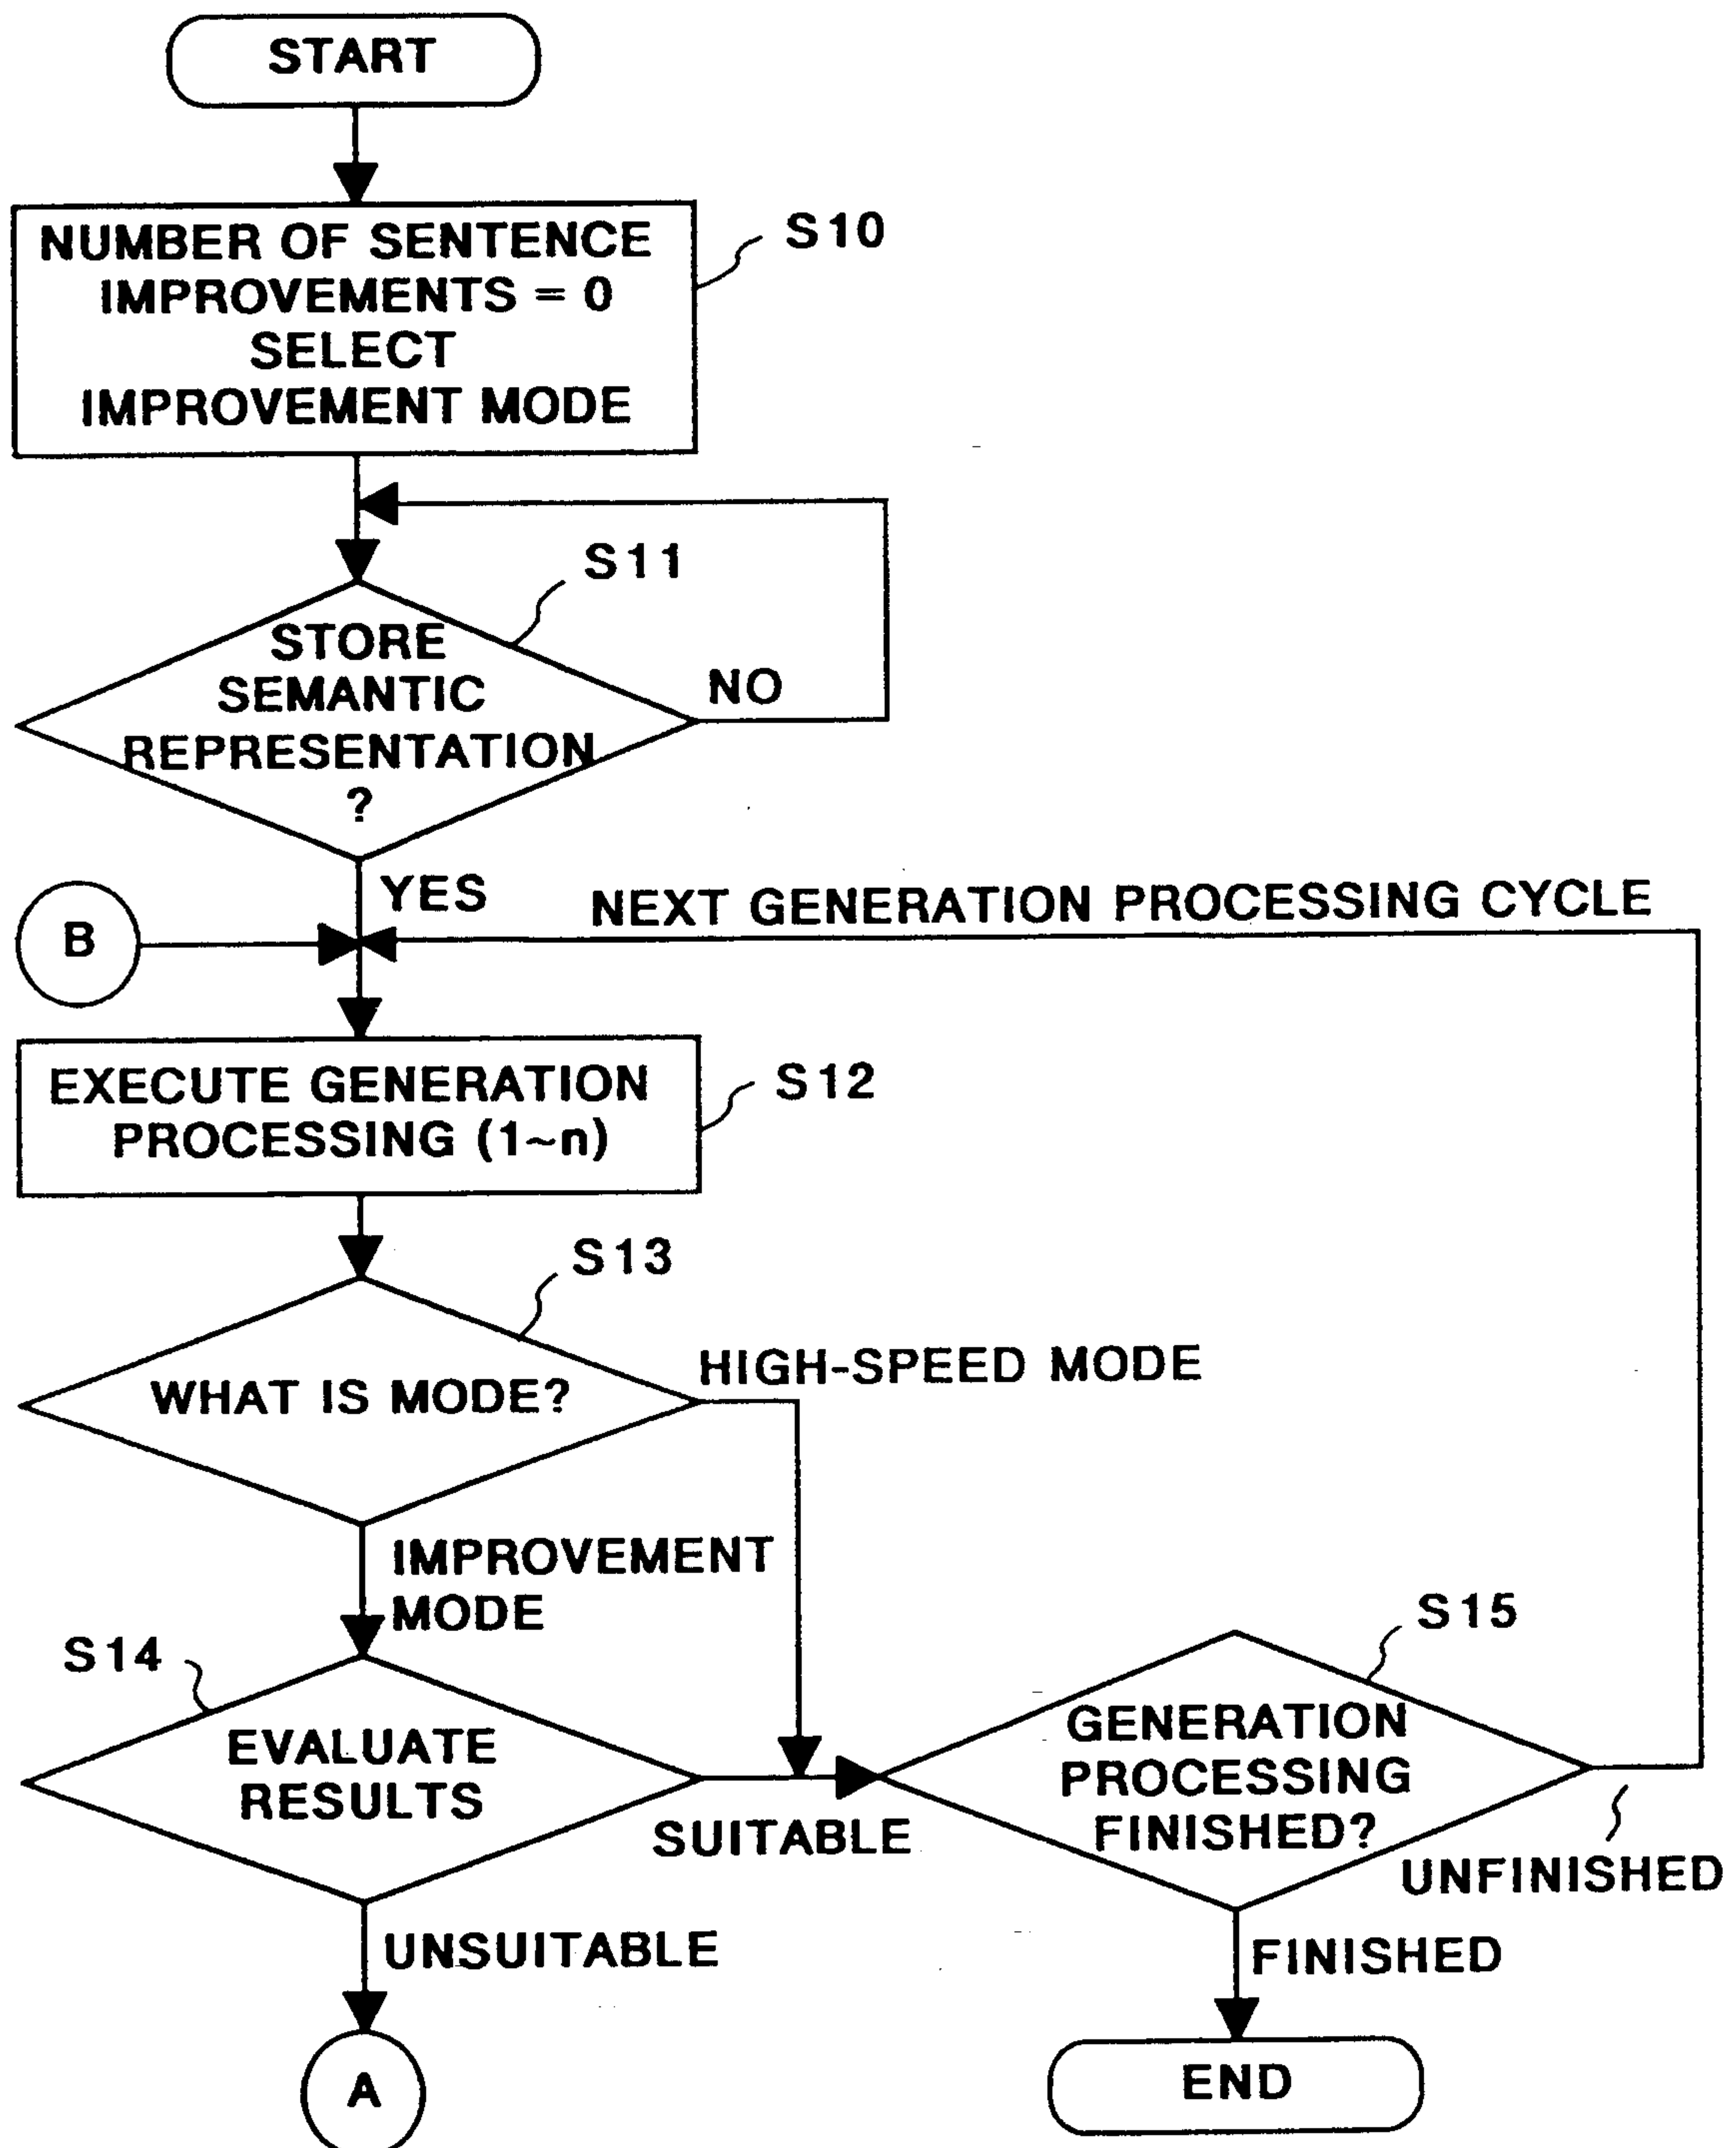 START
NUMBER OF SENTENCE
IMPROVEMENTS = 0
SELECT
IMPROVEMENT MODE
S10
S11
STORE
SEMANTIC
REPRESENTATION
?
NO
YES
B
NEXT GENERATION PROCESSING CYCLE
EXECUTE GENERATION
PROCESSING (1~n)
S12
S13
WHAT IS MODE?
HIGH-SPEED MODE
IMPROVEMENT
MODE
S14
EVALUATE
RESULTS
SUITABLE
S15
GENERATION
PROCESSING
FINISHED?
UNFINISHED
UNSUITABLE
FINISHED
A
END